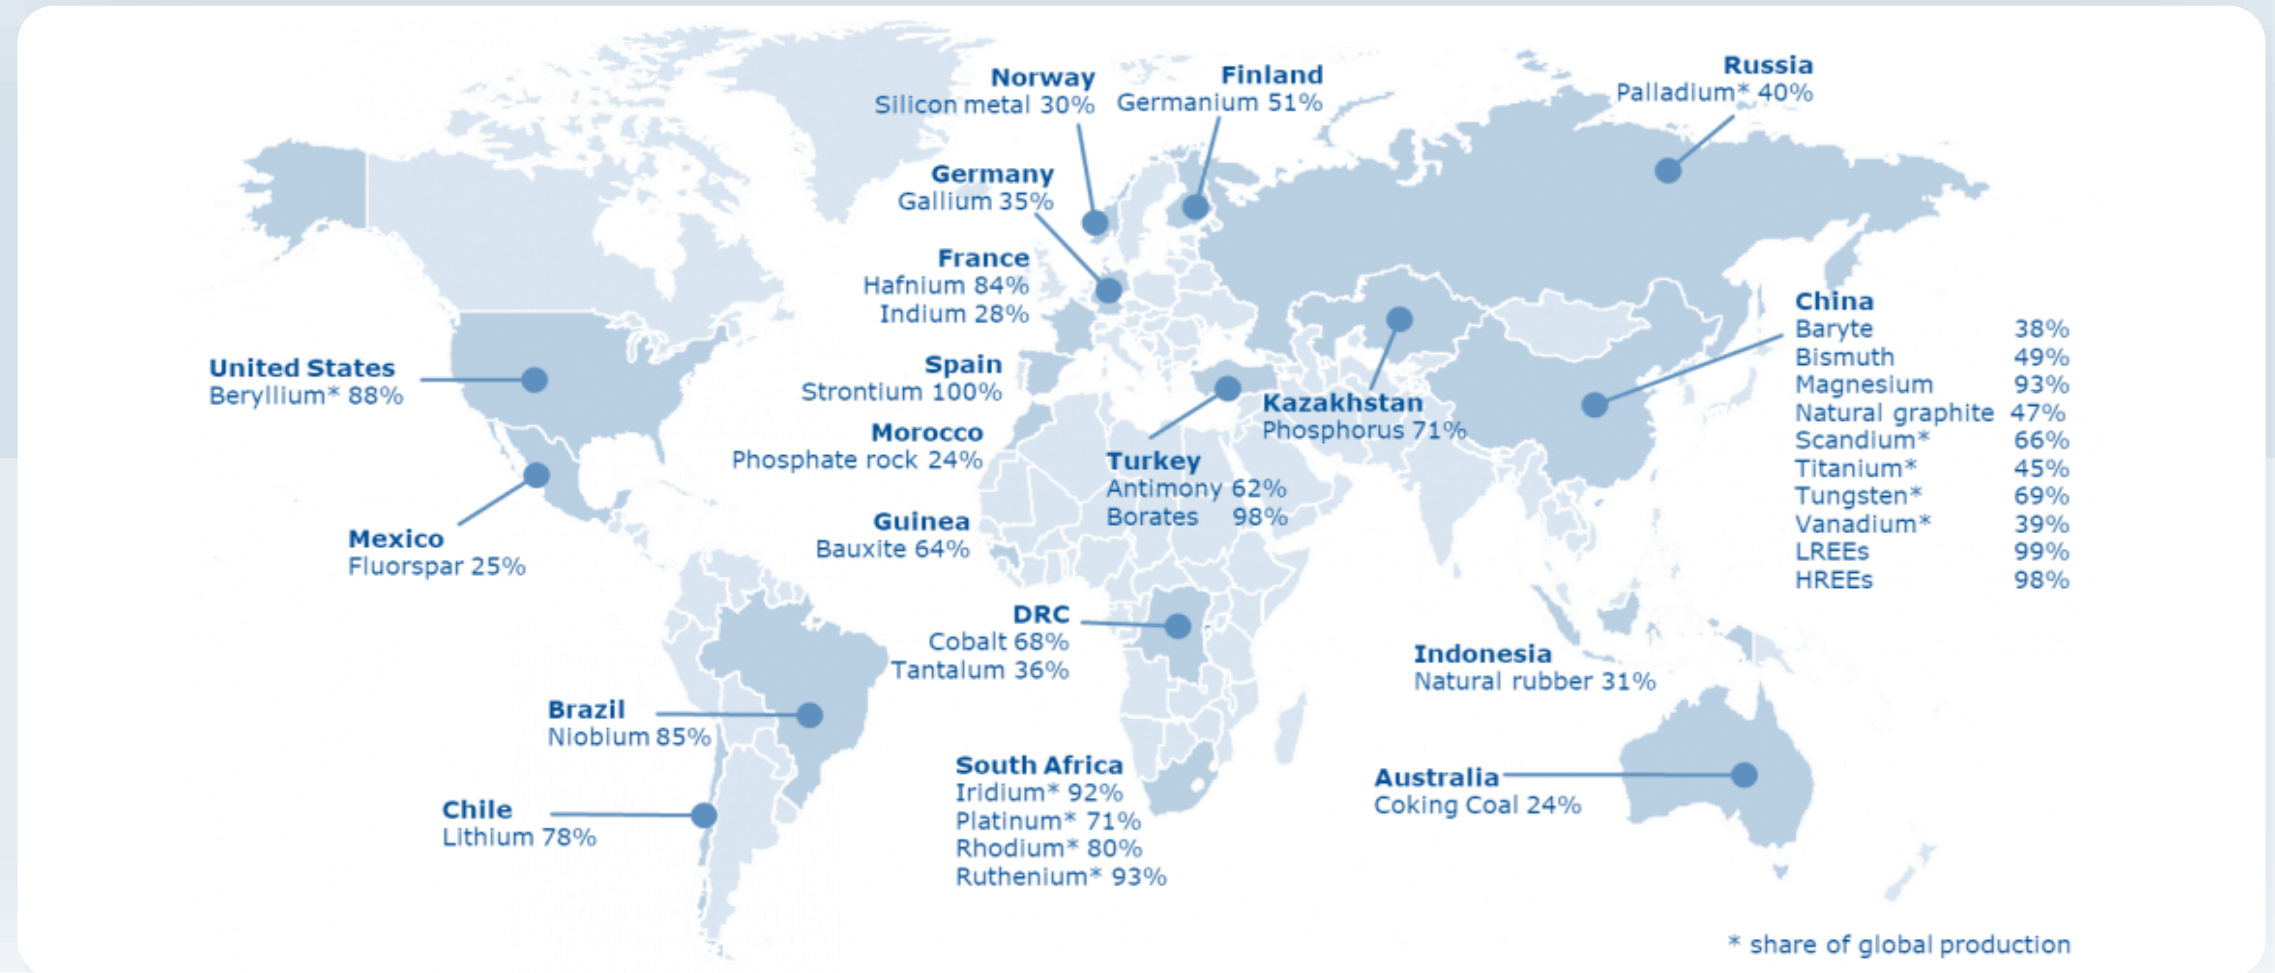 Norway
Silicon metal 30%
Finland
Germanium 51%
Russia
Palladium* 40%
Germany
Gallium 35%
France
Hafnium 84%
Indium 28%
China
Baryte 38%
Bismuth 49%
Magnesium 93%
Natural graphite 47%
Scandium* 66%
Titanium* 45%
Tungsten* 69%
Vanadium* 39%
LREEs 99%
HREEs 98%
United States
Beryllium* 88%
Spain
Strontium 100%
Kazakhstan
Phosphorus 71%
Morocco
Phosphate rock 24%
Turkey
Antimony 62%
Borates 98%
Mexico
Fluorspar 25%
Guinea
Bauxite 64%
DRC
Cobalt 68%
Tantalum 36%
Indonesia
Natural rubber 31%
Brazil
Niobium 85%
South Africa
Iridium* 92%
Platinum* 71%
Rhodium* 80%
Ruthenium* 93%
Australia
Coking Coal 24%
Chile
Lithium 78%
* share of global production